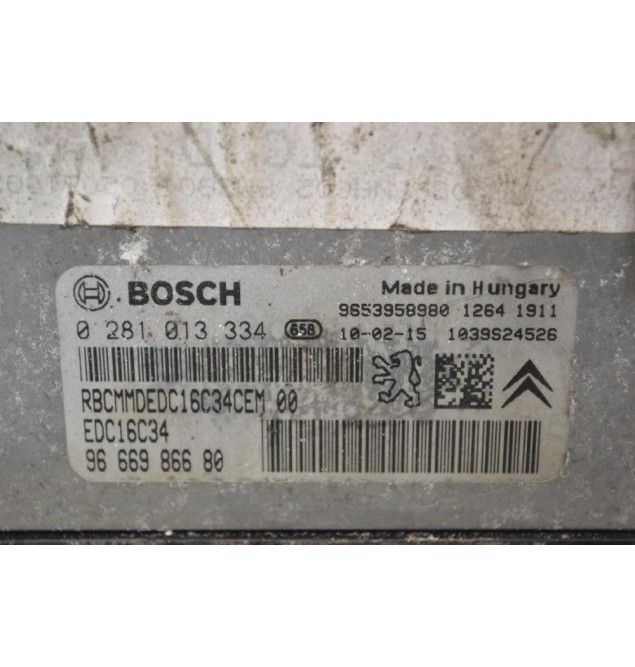 BOSCH
Made in Hungary
9653958980 1264 1911
0 281 013 334 658 10-02-15 1039S24526
RBCMMDEDC16C34CEM 00
EDC16C34
96 669 866 80